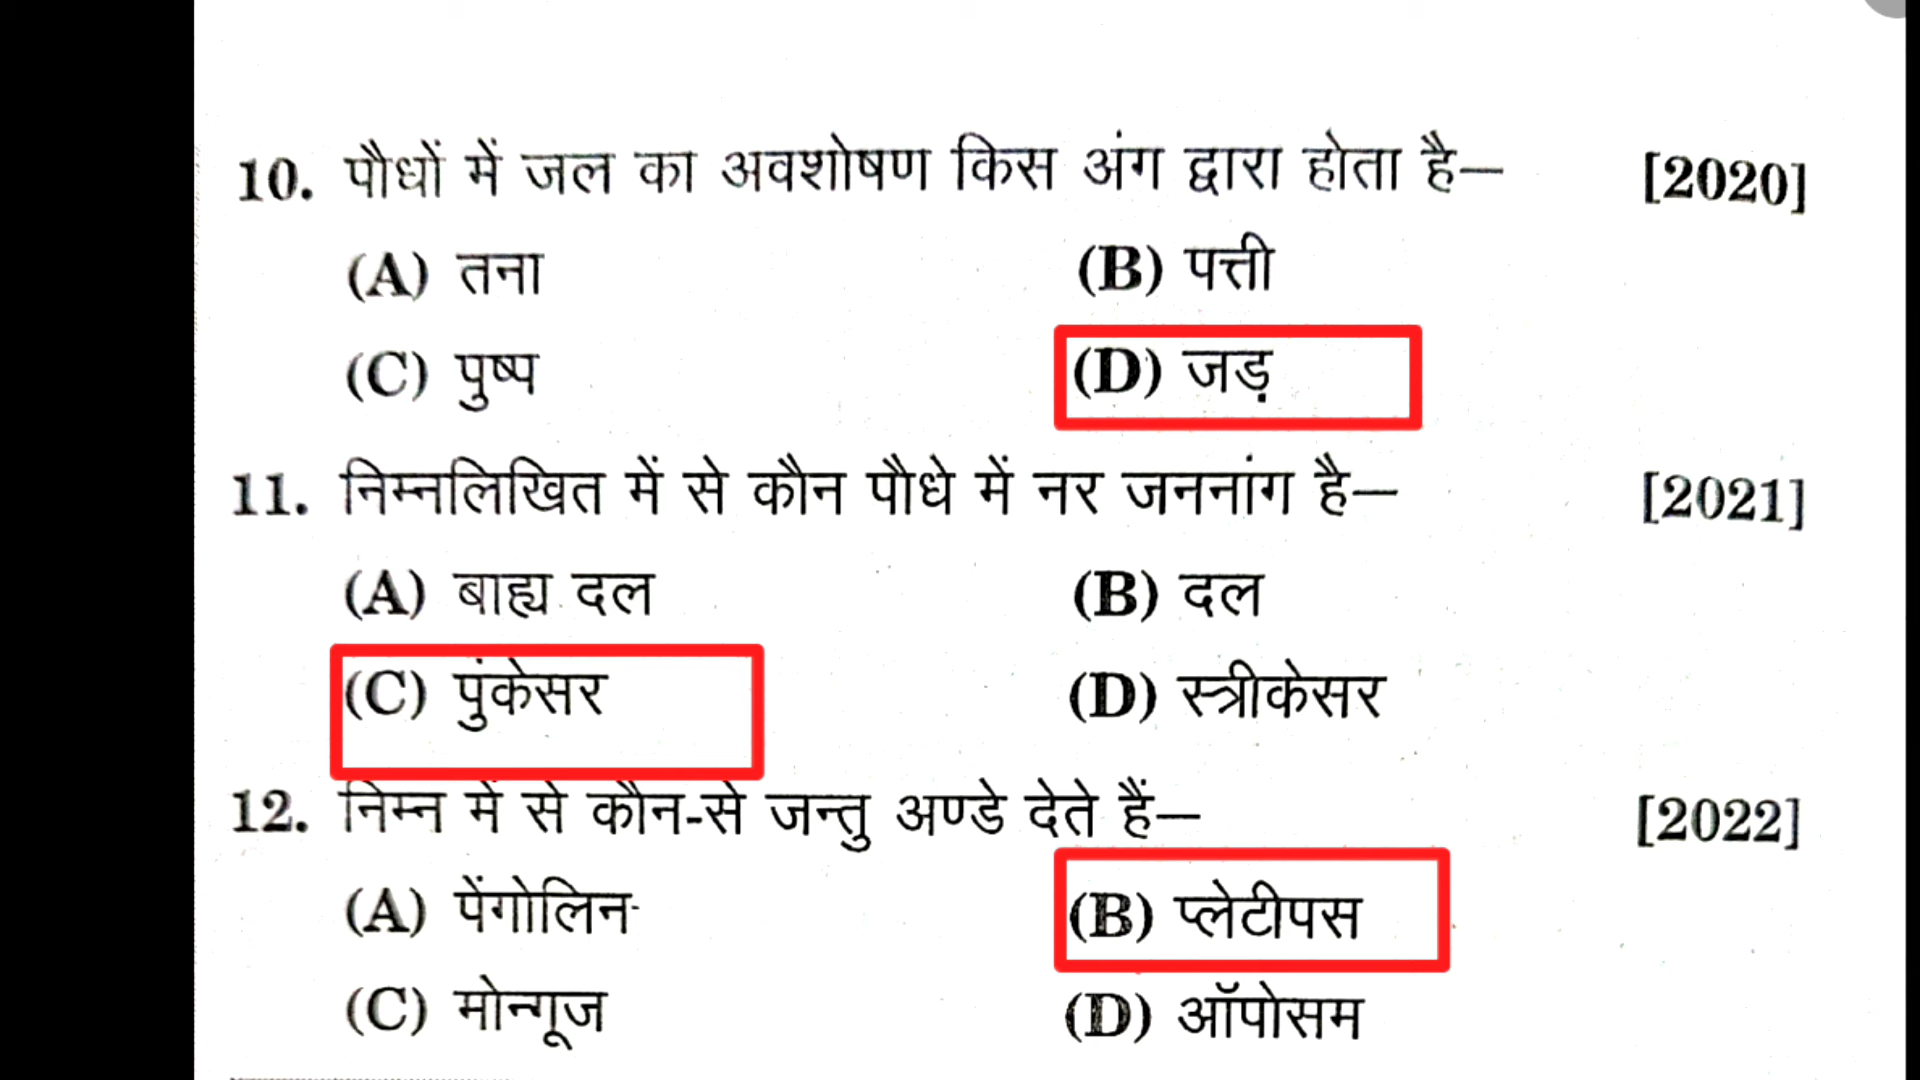 10. पौधों में जल का अवशोषण किस अंग द्वारा होता है— [2020]
(A) तना (B) पत्ती
(C) पुष्प (D) जड़
11. निम्नलिखित में से कौन पौधे में नर जननांग है— [2021]
(A) बाह्य दल (B) दल
(C) पुंकेसर (D) स्त्रीकेसर
12. निम्न में से कौन-से जन्तु अण्डे देते हैं— [2022]
(A) पेंगोलिन (B) प्लेटीपस
(C) मोन्गूज (D) ऑपोसम